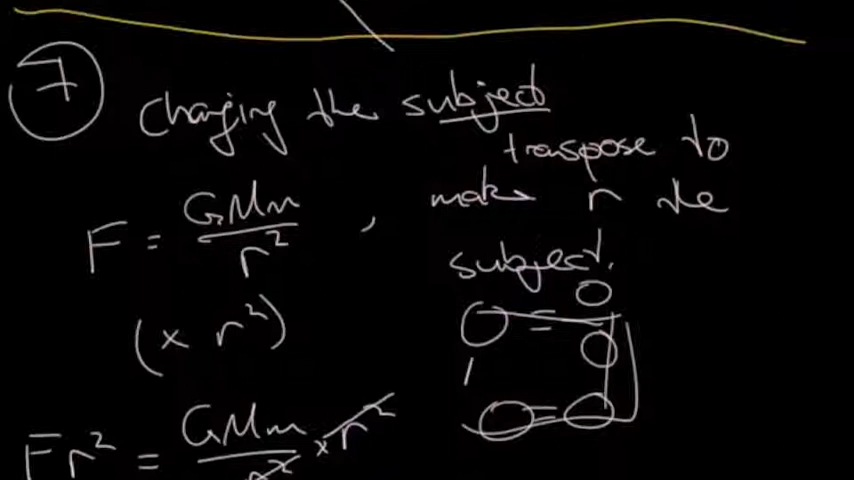 7
changing the subject
transpose to
F = GMm / r² , make r the
subject.
(× r²)
Fr² = GMm / r² × r²